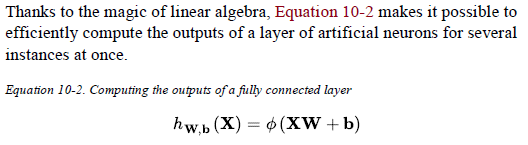 Thanks to the magic of linear algebra, Equation 10-2 makes it possible to
efficiently compute the outputs of a layer of artificial neurons for several
instances at once.
Equation 10-2. Computing the outputs of a fully connected layer
h_{W,b}(X) = ϕ(XW + b)